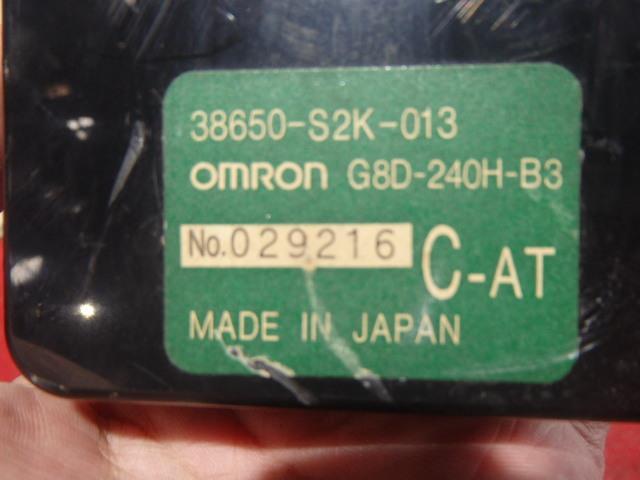 38650-S2K-013
OMRON G8D-240H-B3
No.029216 C-AT
MADE IN JAPAN